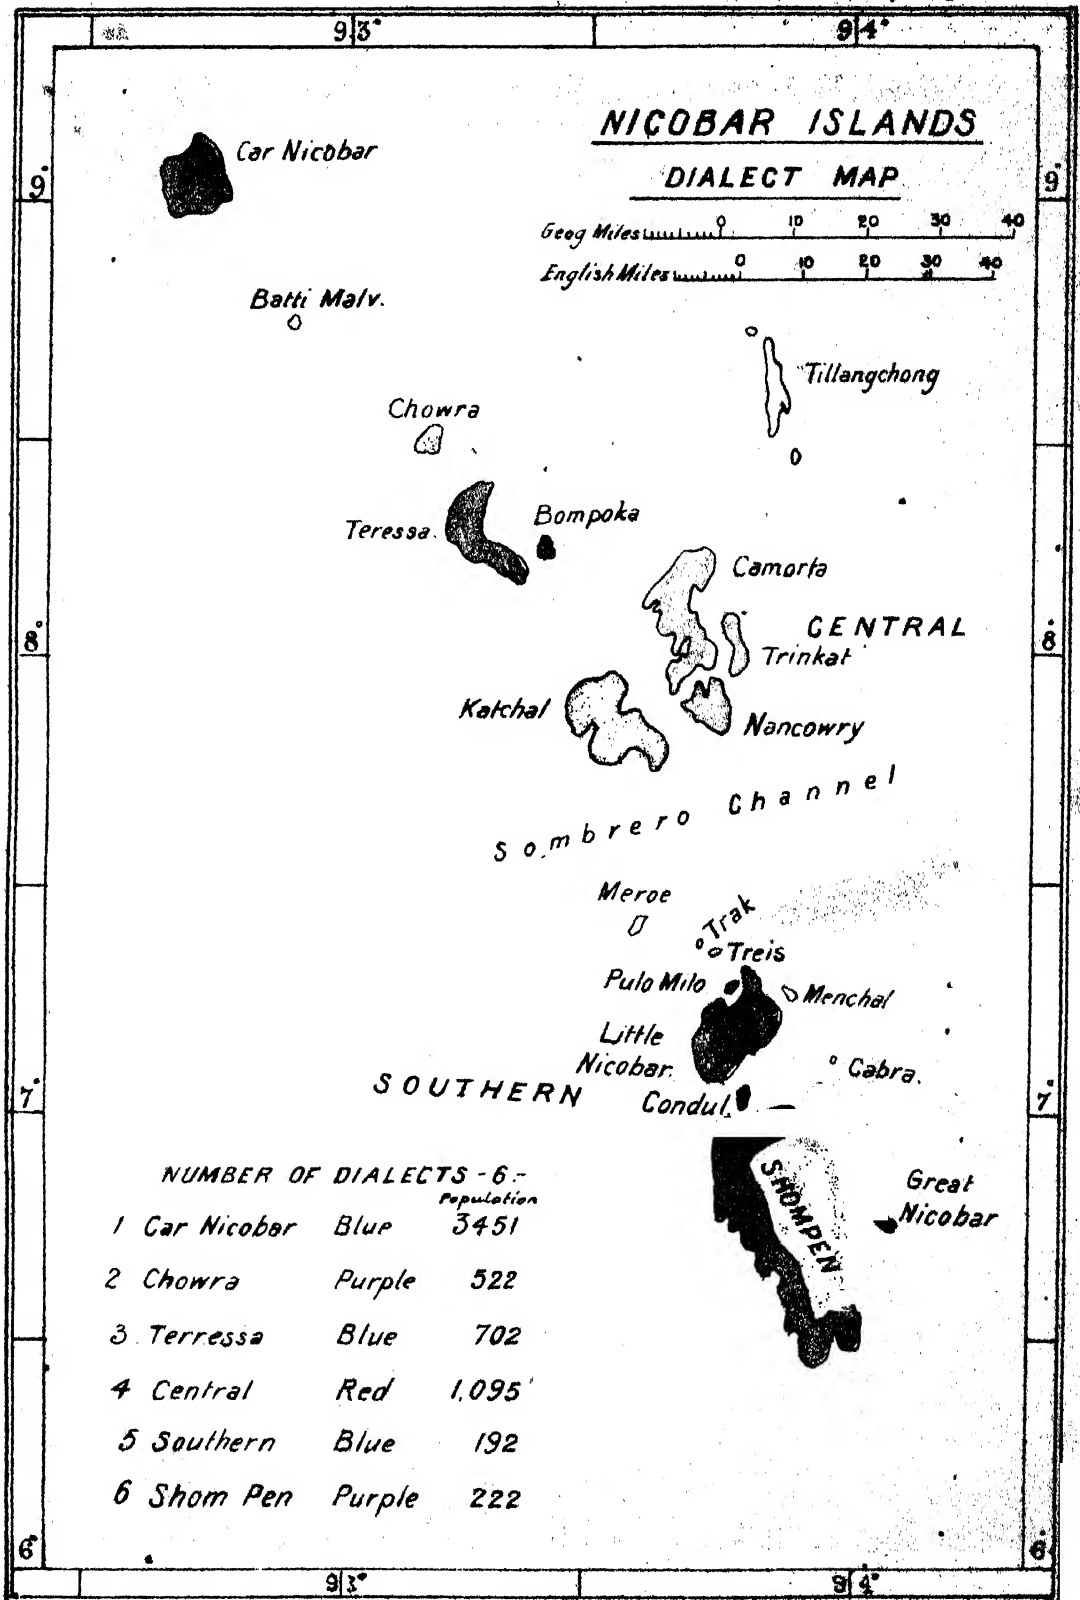 93° 94°
NICOBAR ISLANDS
DIALECT MAP
Geog Miles 0 10 20 30 40
English Miles 0 10 20 30 40
9° 9°
Car Nicobar
Batti Malv.
Tillangchong
Chowra
Teressa.
Bompoka
Camorta
CENTRAL
8° 8°
Trinkat
Katchal
Nancowry
Sombrero Channel
Meroe
Trak
Treis
Pulo Milo
Menchal
Little
Nicobar.
Cabra.
SOUTHERN
Condul.
7° 7°
SHOMPEN
Great
Nicobar
NUMBER OF DIALECTS -6:-
Population
1 Car Nicobar Blue 3451
2 Chowra Purple 522
3 Terressa Blue 702
4 Central Red 1,095
5 Southern Blue 192
6 Shom Pen Purple 222
6° 6°
93° 94°